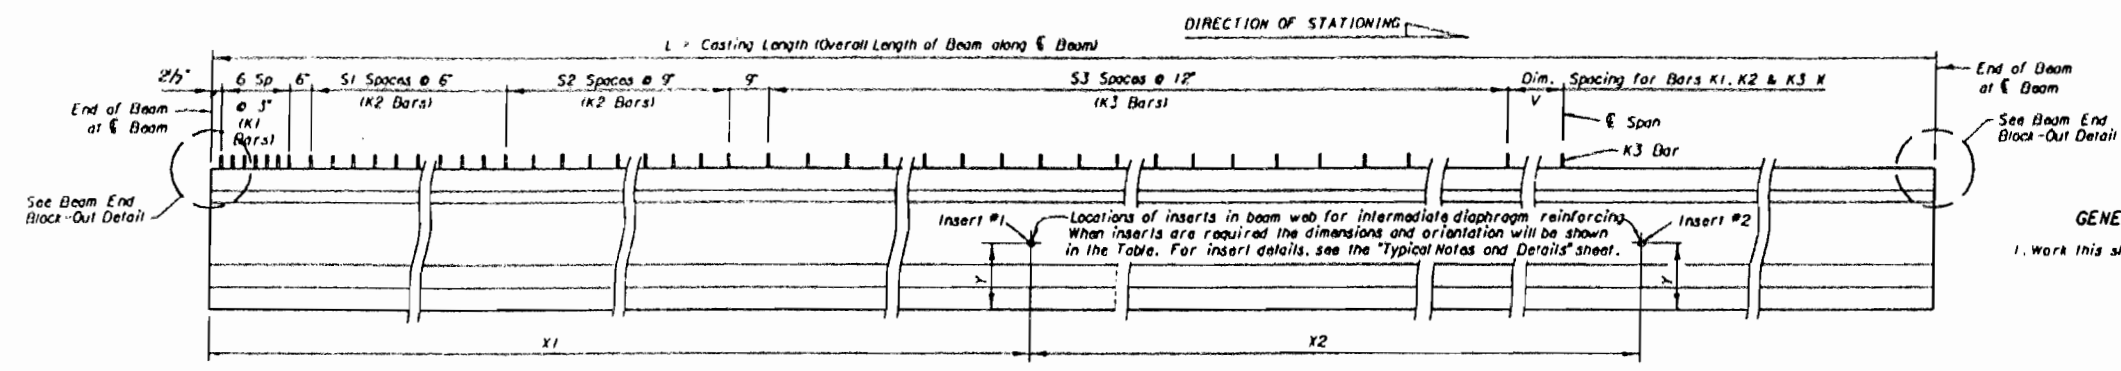 DIRECTION OF STATIONING
L = Casting Length (Overall Length of Beam along ℄ Beam)
2½" 6 Sp 6" S1 Spaces @ 6" S2 Spaces @ 9" 9" S3 Spaces @ 12" Dim. Spacing for Bars K1, K2 & K3
@ 3" (K2 Bars) (K2 Bars) (K3 Bars) V
(K1
Bars)
End of Beam
at ℄ Beam
End of Beam
at ℄ Beam
℄ Span
K3 Bar
See Beam End
Block-Out Detail
See Beam End
Block-Out Detail
Insert #1
Locations of inserts in beam web for intermediate diaphragm reinforcing
When inserts are required the dimensions and orientation will be shown
in the Table. For insert details, see the "Typical Notes and Details" sheet.
Insert #2
Y
Y
X1
X2
GENE
1. Work this s